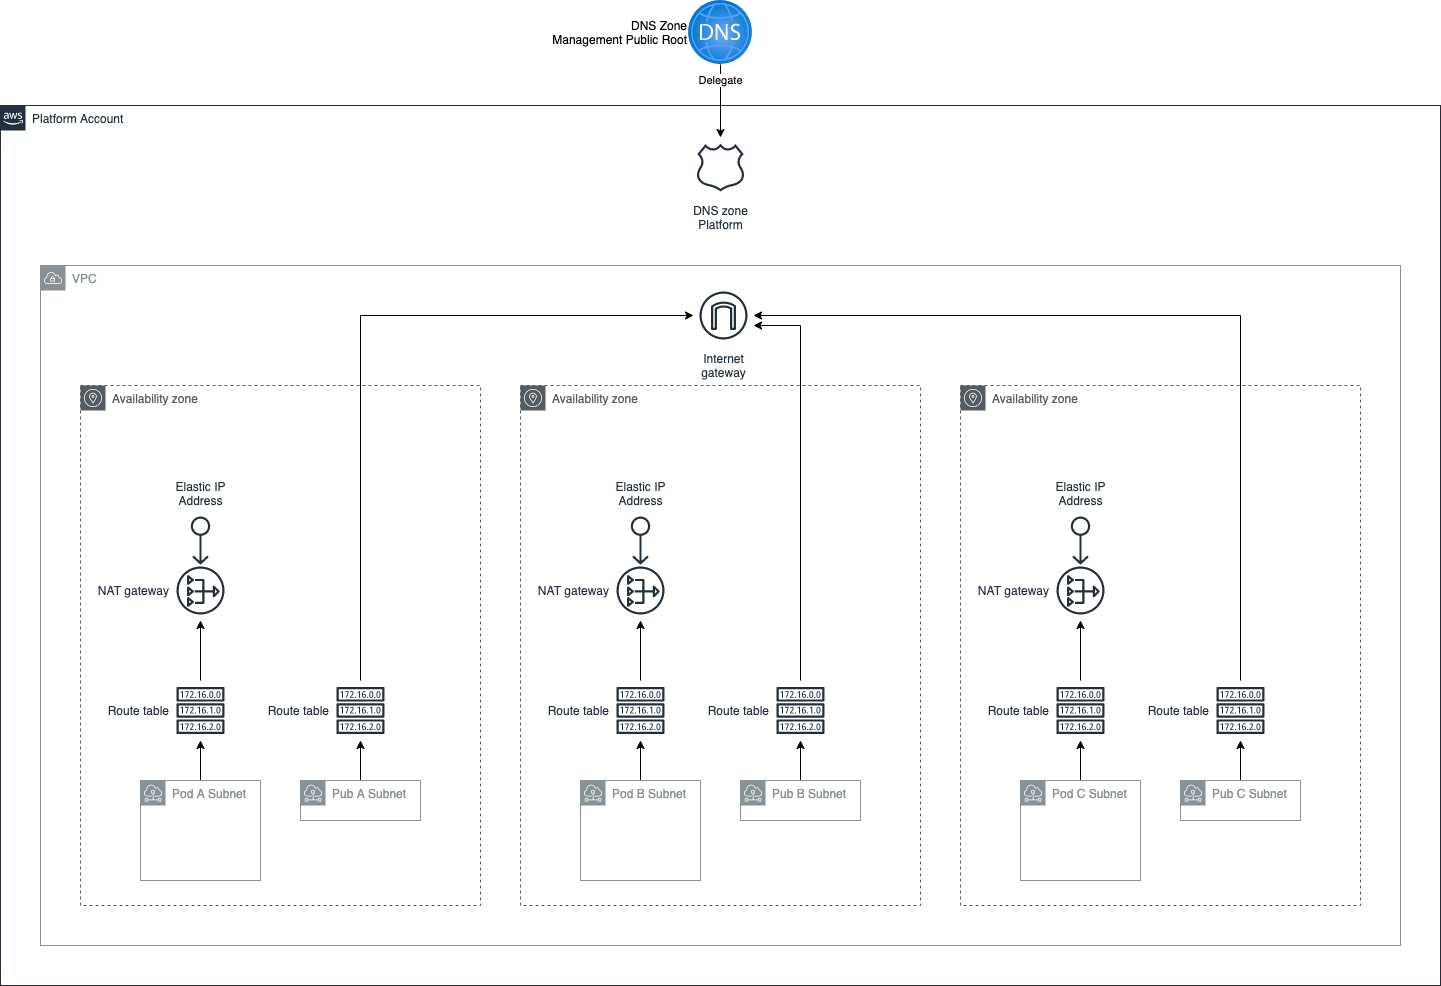 DNS Zone
Management Public Root
DNS
Delegate
aws
Platform Account
DNS zone
Platform
VPC
Internet
gateway
Availability zone
Availability zone
Availability zone
Elastic IP
Address
Elastic IP
Address
Elastic IP
Address
NAT gateway
NAT gateway
NAT gateway
Route table
172.16.0.0
172.16.1.0
172.16.2.0
Route table
172.16.0.0
172.16.1.0
172.16.2.0
Route table
172.16.0.0
172.16.1.0
172.16.2.0
Route table
172.16.0.0
172.16.1.0
172.16.2.0
Route table
172.16.0.0
172.16.1.0
172.16.2.0
Route table
172.16.0.0
172.16.1.0
172.16.2.0
Pod A Subnet
Pub A Subnet
Pod B Subnet
Pub B Subnet
Pod C Subnet
Pub C Subnet